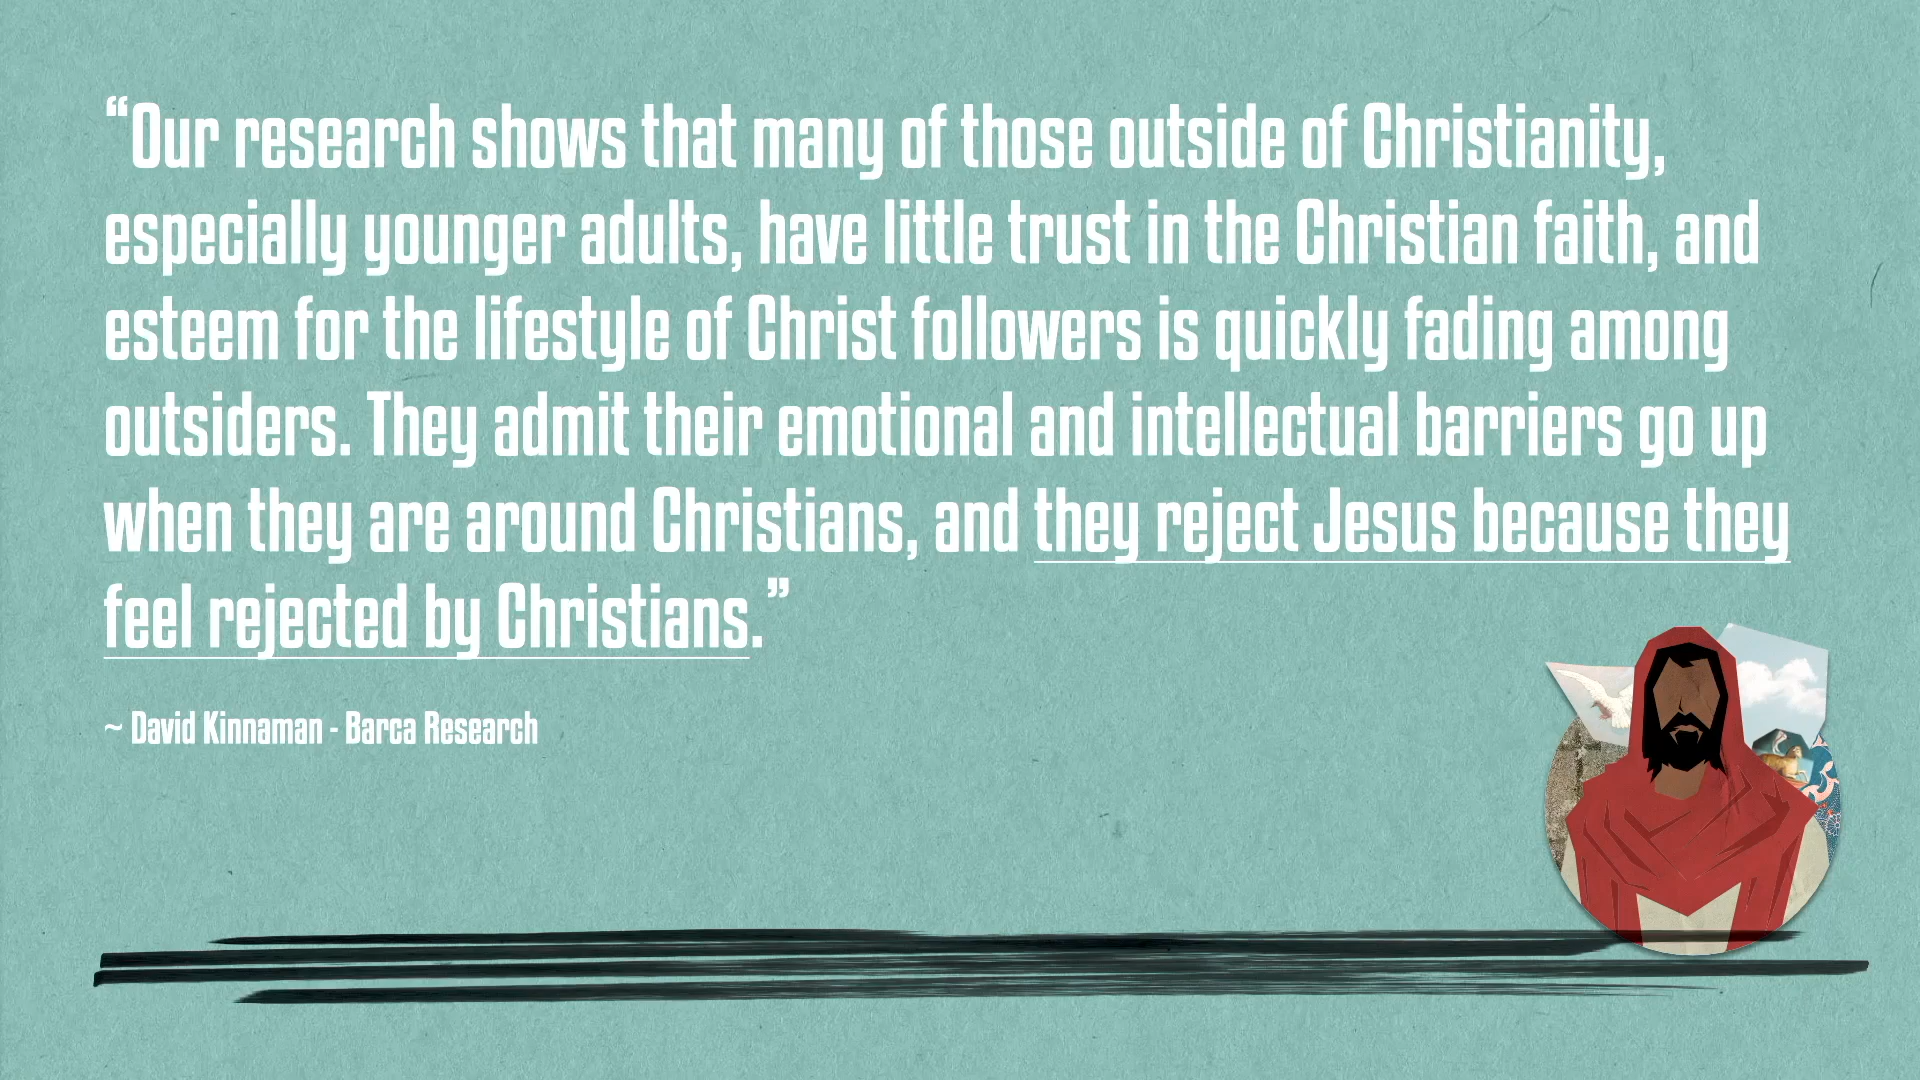 “Our research shows that many of those outside of Christianity,
especially younger adults, have little trust in the Christian faith, and
esteem for the lifestyle of Christ followers is quickly fading among
outsiders. They admit their emotional and intellectual barriers go up
when they are around Christians, and they reject Jesus because they
feel rejected by Christians.”
~ David Kinnaman - Barca Research